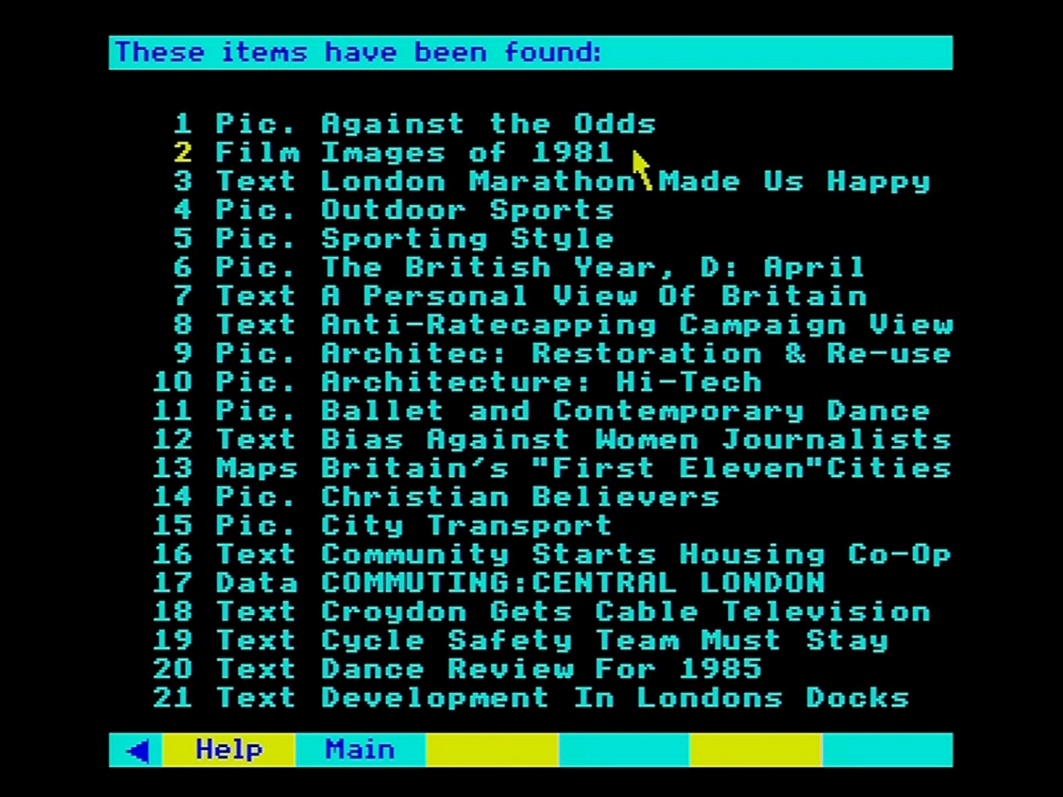 These items have been found:
1 Pic. Against the Odds
2 Film Images of 1981
3 Text London Marathon Made Us Happy
4 Pic. Outdoor Sports
5 Pic. Sporting Style
6 Pic. The British Year, D: April
7 Text A Personal View Of Britain
8 Text Anti-Ratecapping Campaign View
9 Pic. Architec: Restoration & Re-use
10 Pic. Architecture: Hi-Tech
11 Pic. Ballet and Contemporary Dance
12 Text Bias Against Women Journalists
13 Maps Britain's "First Eleven"Cities
14 Pic. Christian Believers
15 Pic. City Transport
16 Text Community Starts Housing Co-Op
17 Data COMMUTING:CENTRAL LONDON
18 Text Croydon Gets Cable Television
19 Text Cycle Safety Team Must Stay
20 Text Dance Review For 1985
21 Text Development In Londons Docks
Help Main